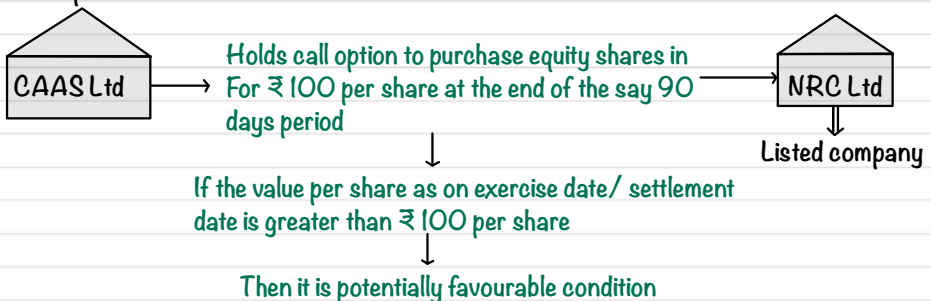 Holds call option to purchase equity shares in
CAAS Ltd
For ₹ 100 per share at the end of the say 90
NRC Ltd
days period
Listed company
If the value per share as on exercise date/ settlement
date is greater than ₹ 100 per share
Then it is potentially favourable condition